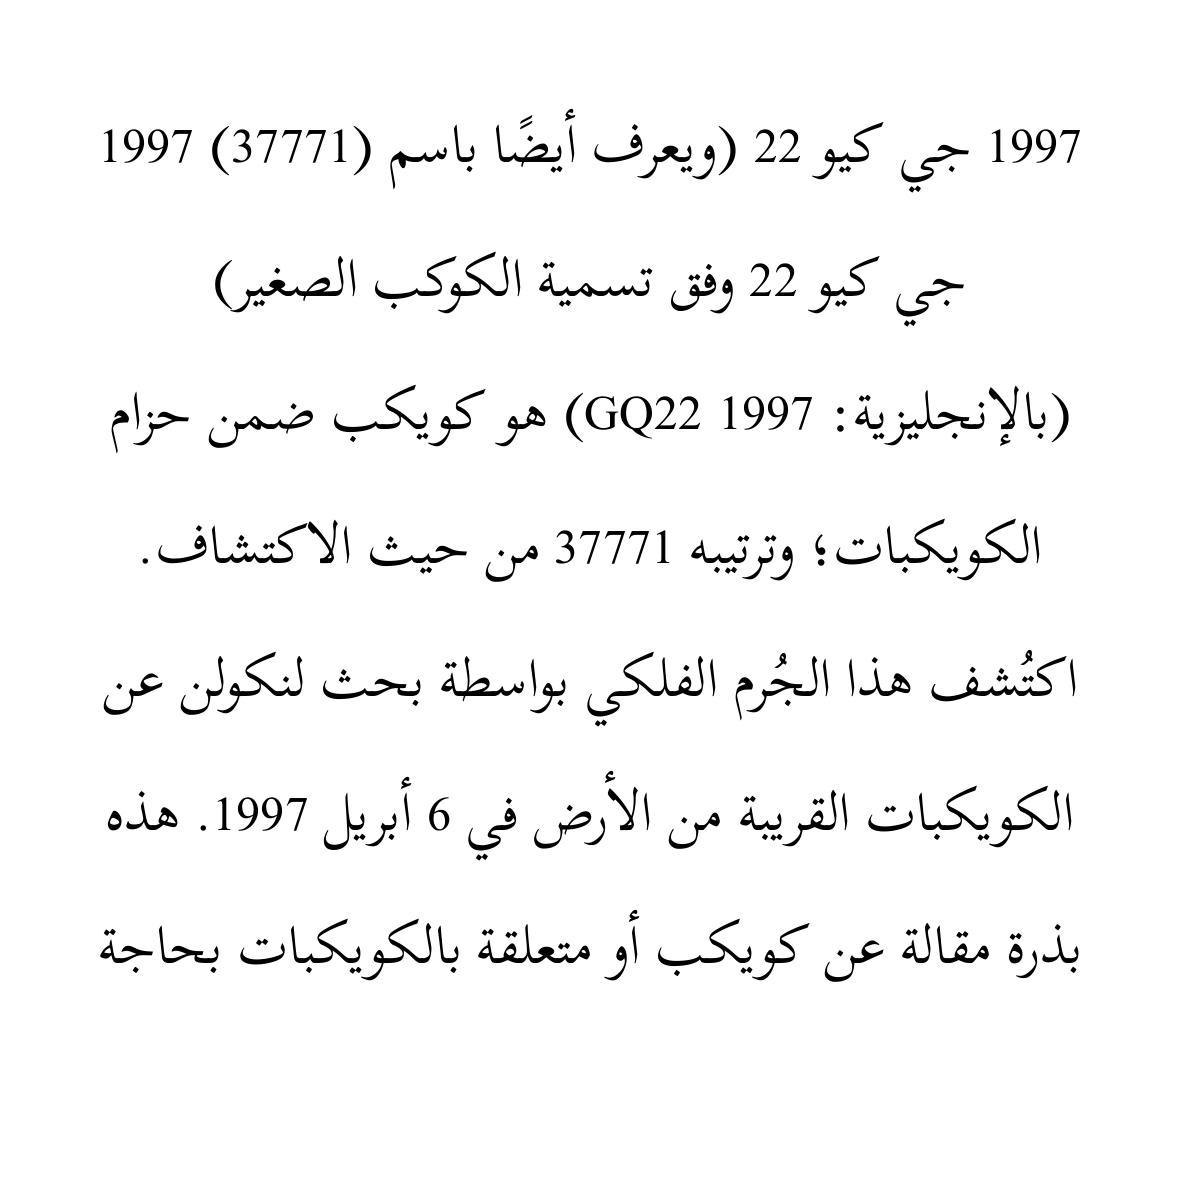 1997 جي كيو 22 (ويعرف أيضًا باسم (37771) 1997
جي كيو 22 وفق تسمية الكوكب الصغير)
(بالإنجليزية: 1997 GQ22) هو كويكب ضمن حزام
الكويكبات؛ وترتيبه 37771 من حيث الاكتشاف.
اكتُشف هذا الجُرم الفلكي بواسطة بحث لنكولن عن
الكويكبات القريبة من الأرض في 6 أبريل 1997. هذه
بذرة مقالة عن كويكب أو متعلقة بالكويكبات بحاجة